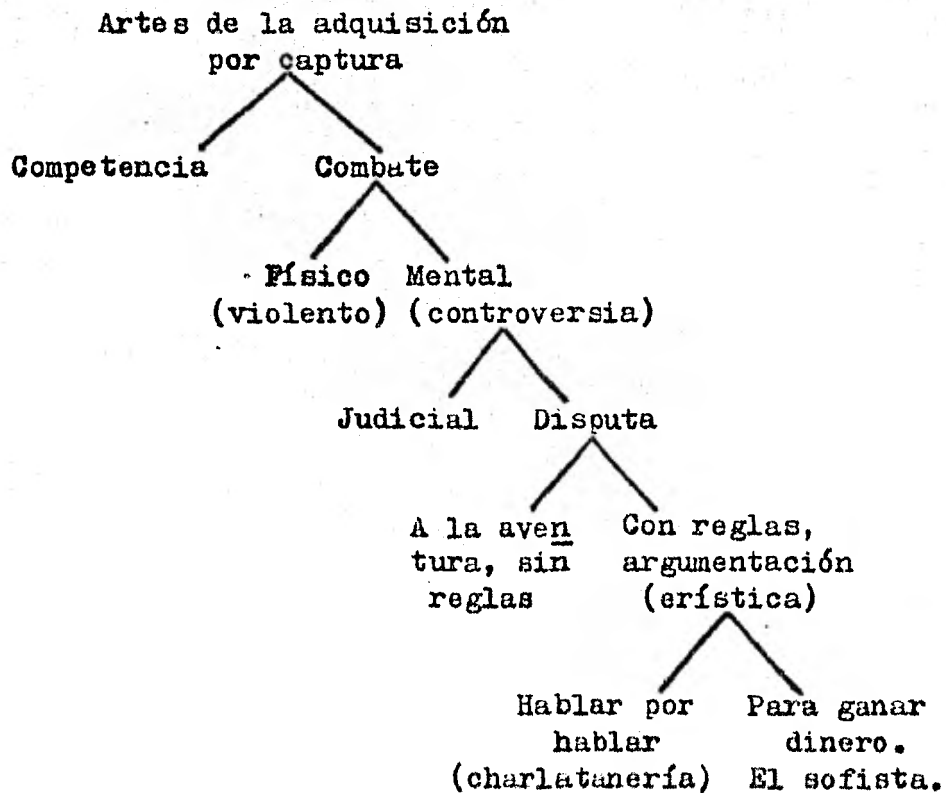 Artes de la adquisición
por captura
Competencia Combate
Físico Mental
(violento) (controversia)
Judicial Disputa
A la aven Con reglas,
tura, sin argumentación
reglas (erística)
Hablar por Para ganar
hablar dinero.
(charlatanería) El sofista.